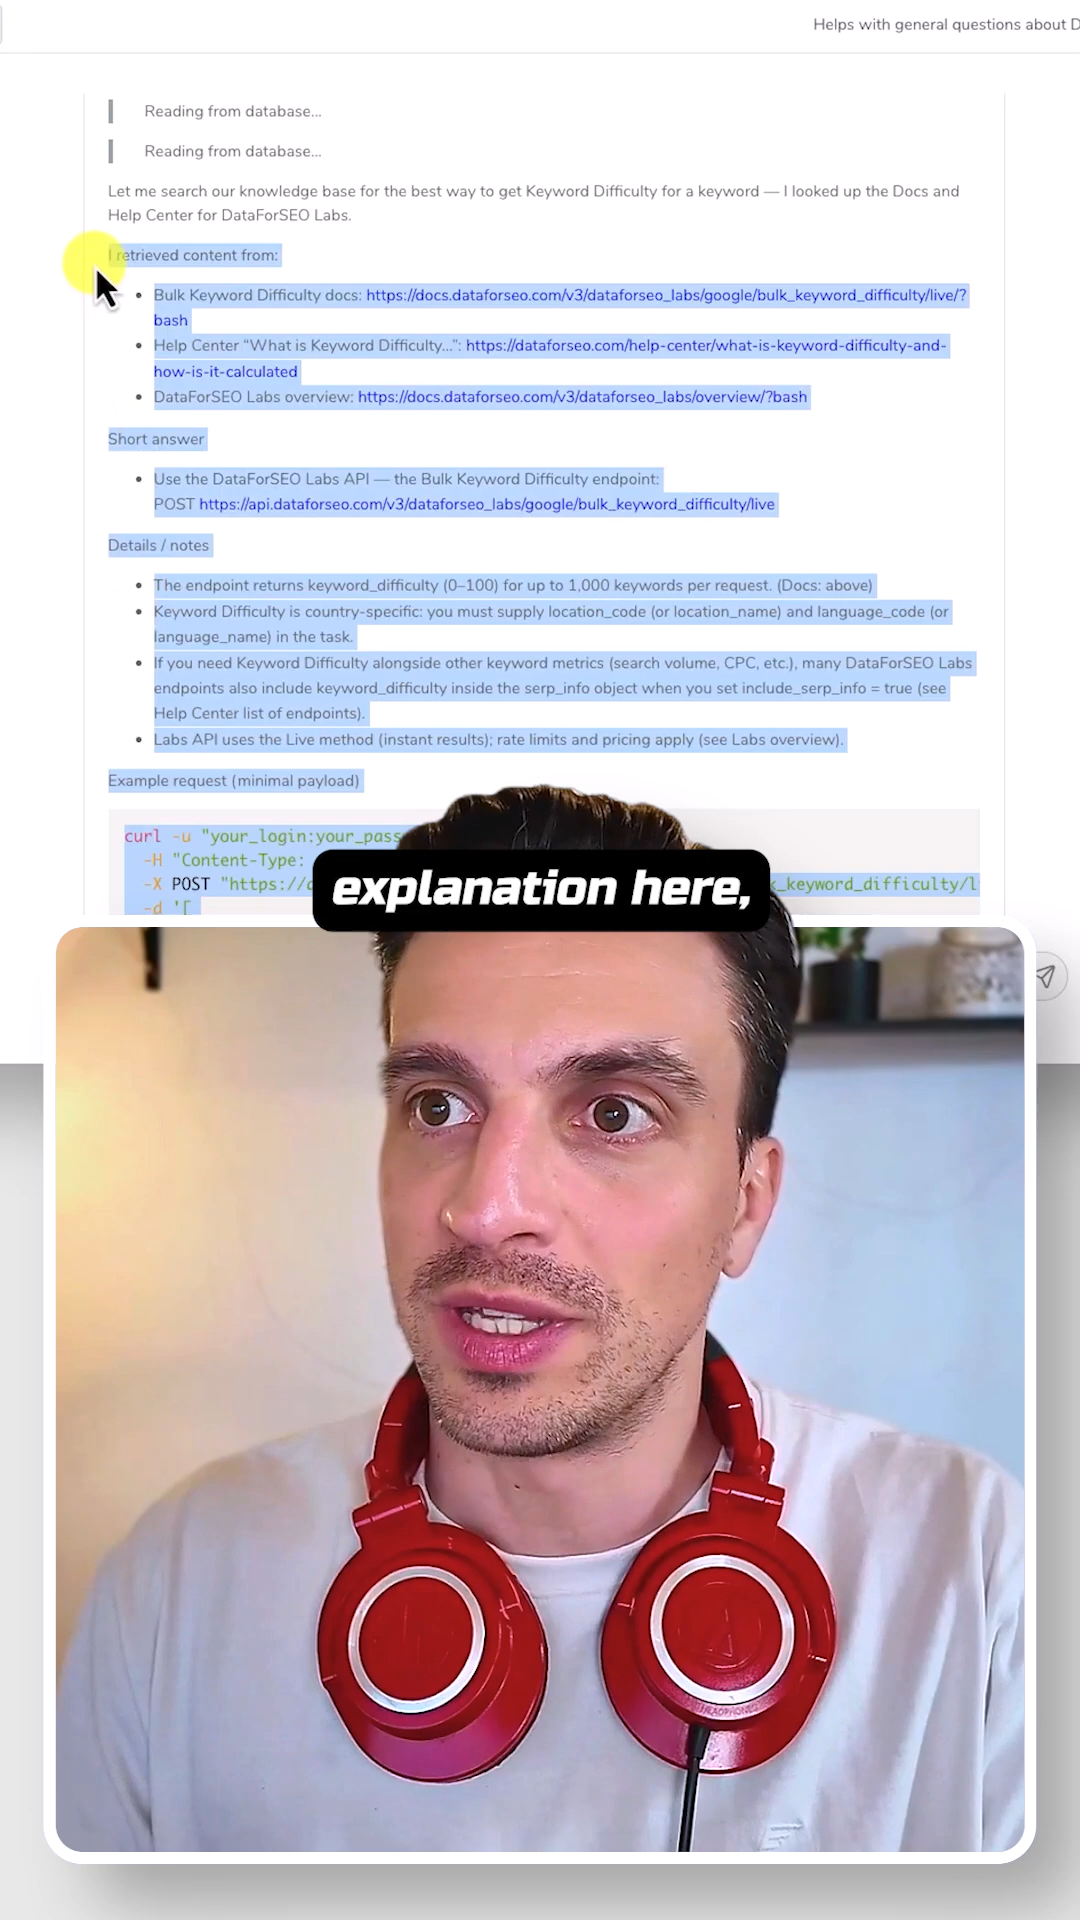 Helps with general questions about D
Reading from database...
Reading from database...
Let me search our knowledge base for the best way to get Keyword Difficulty for a keyword — I looked up the Docs and
Help Center for DataForSEO Labs.
I retrieved content from:
• Bulk Keyword Difficulty docs: https://docs.dataforseo.com/v3/dataforseo_labs/google/bulk_keyword_difficulty/live/?
bash
• Help Center “What is Keyword Difficulty...”: https://dataforseo.com/help-center/what-is-keyword-difficulty-and-
how-is-it-calculated
• DataForSEO Labs overview: https://docs.dataforseo.com/v3/dataforseo_labs/overview/?bash
Short answer
• Use the DataForSEO Labs API — the Bulk Keyword Difficulty endpoint:
POST https://api.dataforseo.com/v3/dataforseo_labs/google/bulk_keyword_difficulty/live
Details / notes
• The endpoint returns keyword_difficulty (0–100) for up to 1,000 keywords per request. (Docs: above)
• Keyword Difficulty is country-specific: you must supply location_code (or location_name) and language_code (or
language_name) in the task.
• If you need Keyword Difficulty alongside other keyword metrics (search volume, CPC, etc.), many DataForSEO Labs
endpoints also include keyword_difficulty inside the serp_info object when you set include_serp_info = true (see
Help Center list of endpoints).
• Labs API uses the Live method (instant results); rate limits and pricing apply (see Labs overview).
Example request (minimal payload)
curl -u "your_login:your_pass
-H "Content-Type:
-X POST "https:// k_keyword_difficulty/l
-d '[
explanation here,